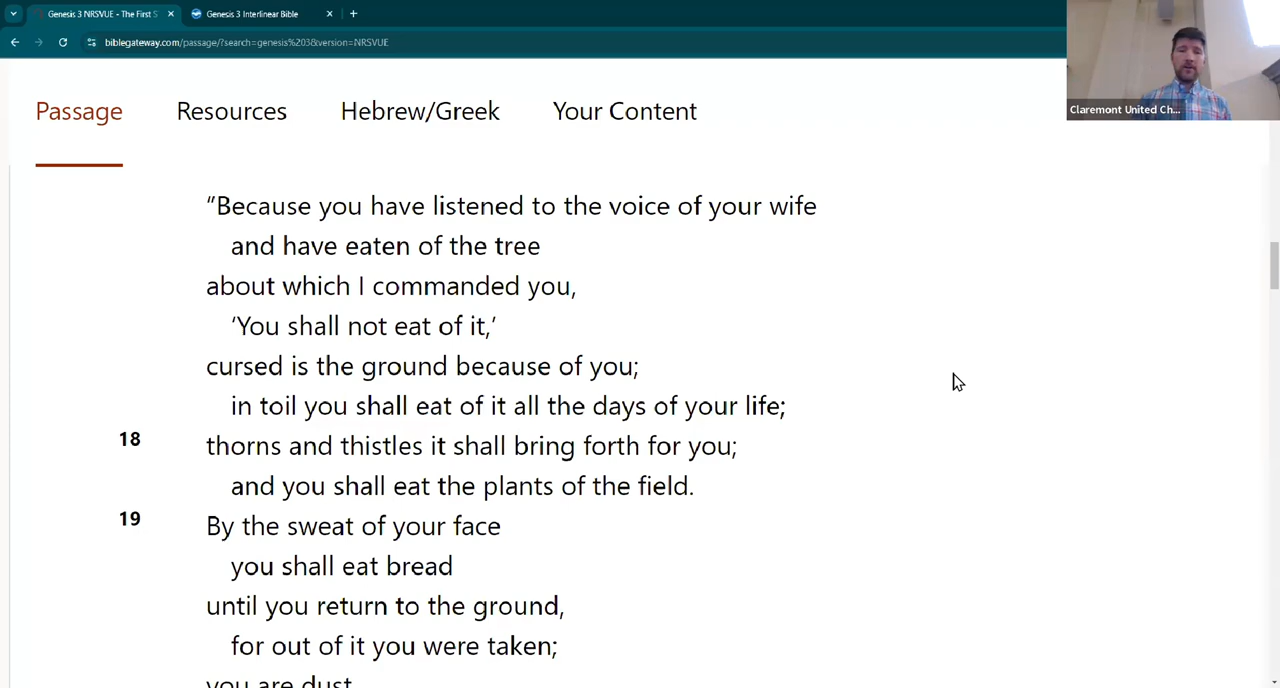 Genesis 3 NRSVUE - The First S
Genesis 3 Interlinear Bible
biblegateway.com/passage/?search=genesis%203&version=NRSVUE
Passage Resources Hebrew/Greek Your Content
Claremont United Ch...
"Because you have listened to the voice of your wife
and have eaten of the tree
about which I commanded you,
‘You shall not eat of it,’
cursed is the ground because of you;
in toil you shall eat of it all the days of your life;
18 thorns and thistles it shall bring forth for you;
and you shall eat the plants of the field.
19 By the sweat of your face
you shall eat bread
until you return to the ground,
for out of it you were taken;
you are dust,